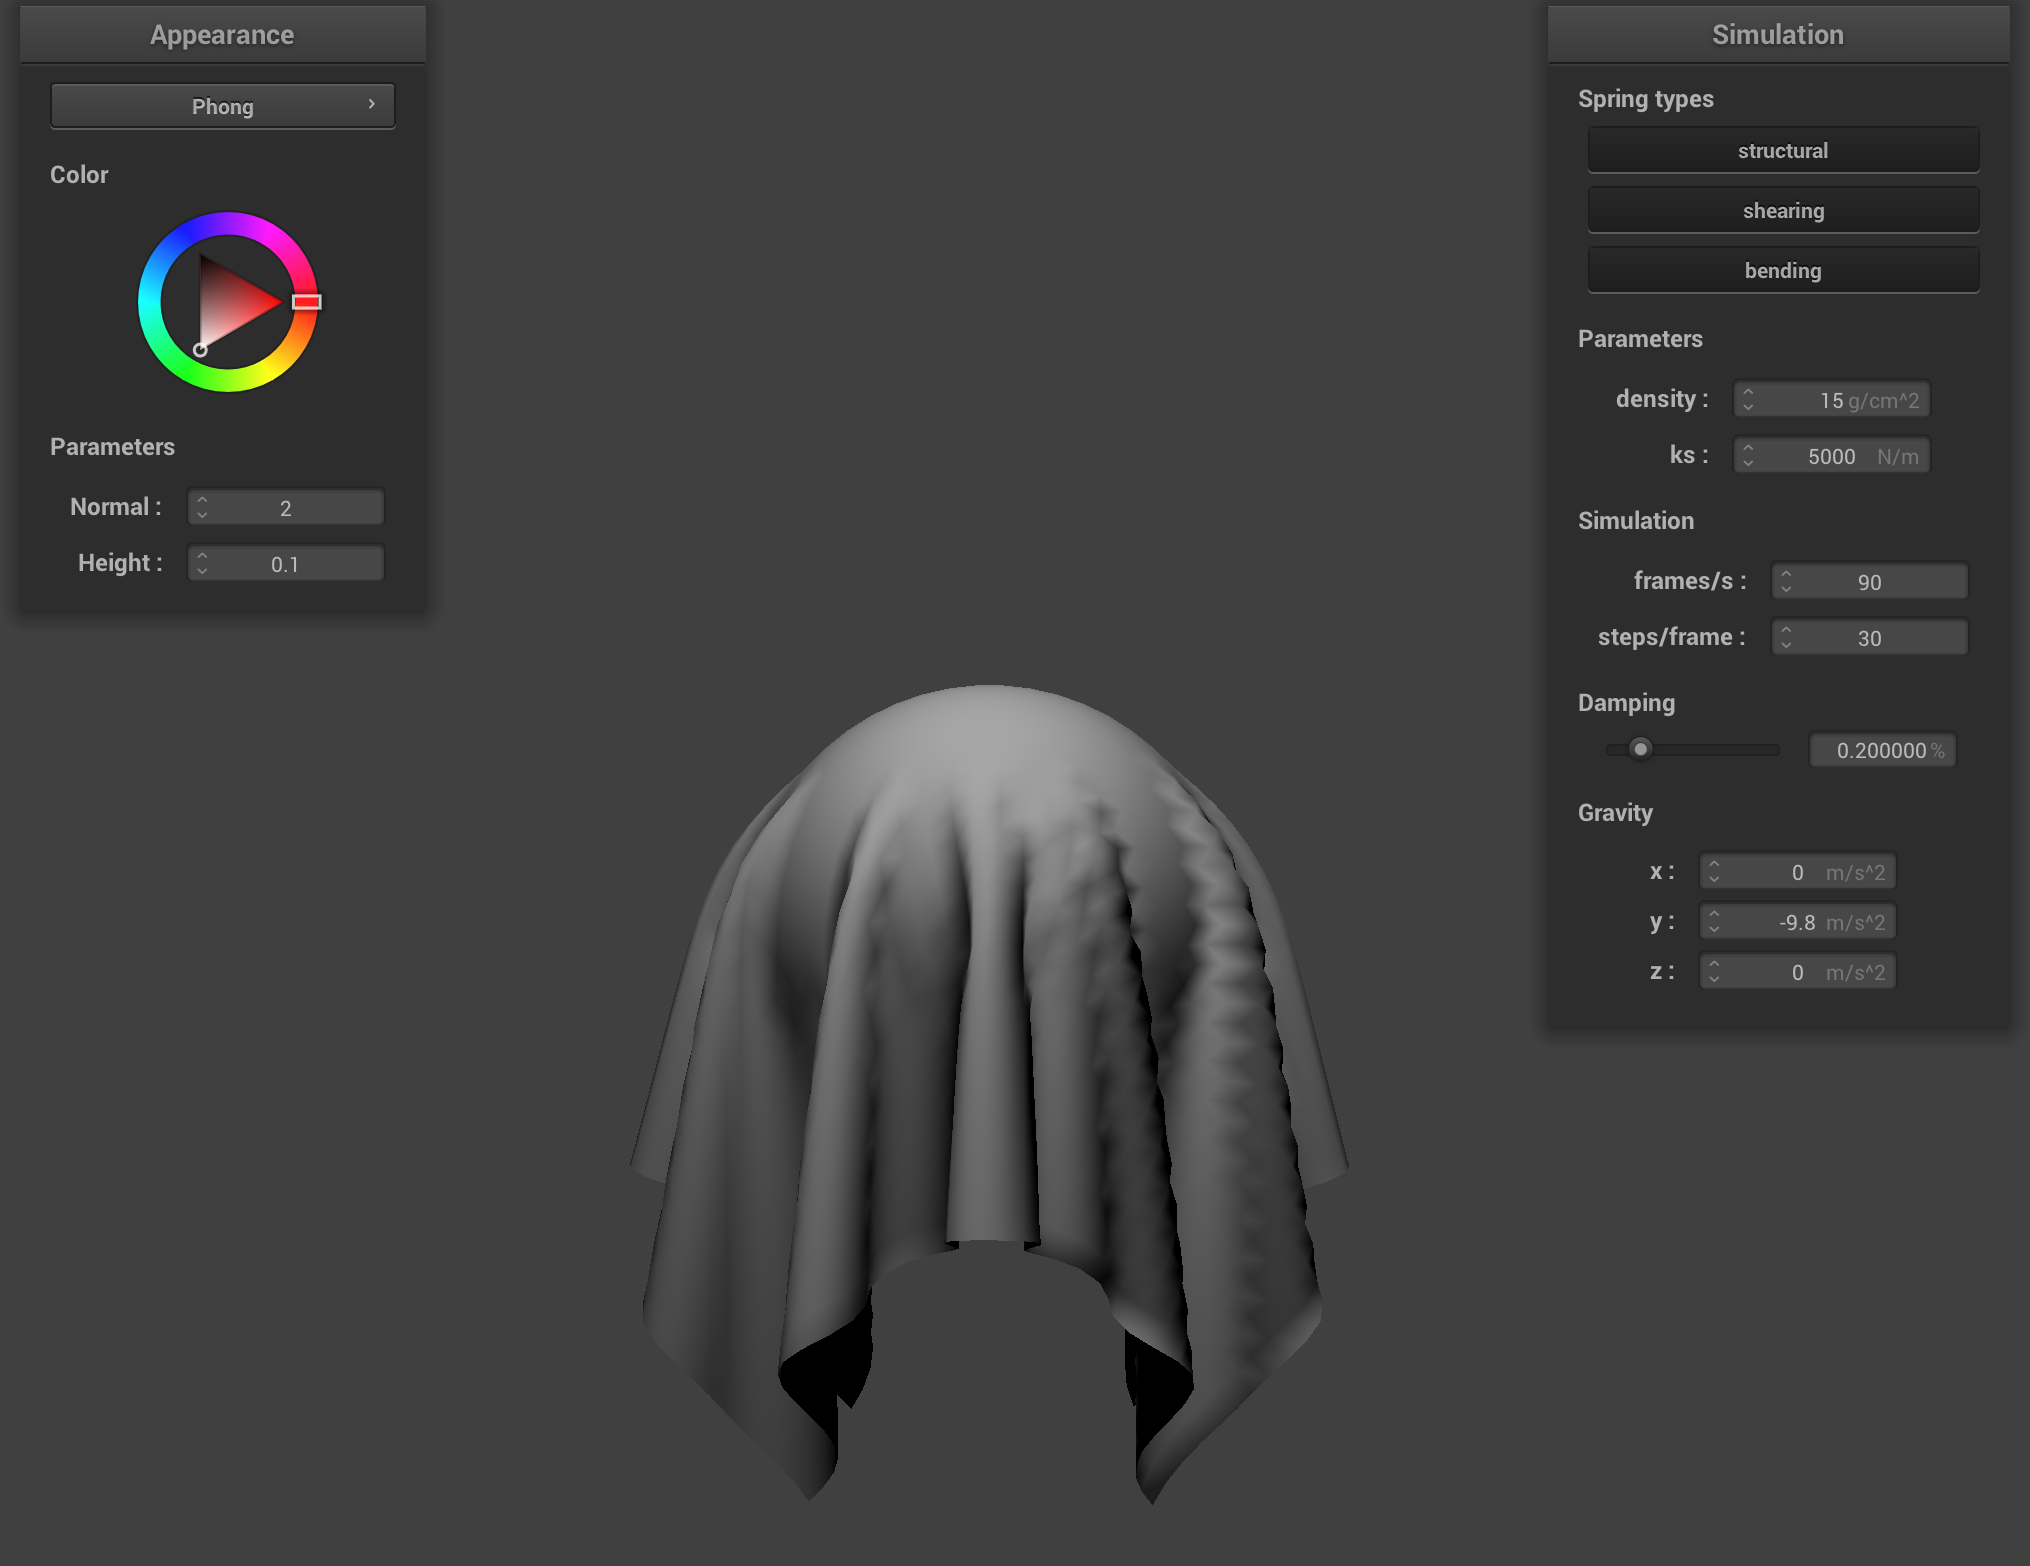 Appearance
Phong
Color
Parameters
Normal : 2
Height : 0.1
Simulation
Spring types
structural
shearing
bending
Parameters
density : 15 g/cm^2
ks : 5000 N/m
Simulation
frames/s : 90
steps/frame : 30
Damping
0.200000 %
Gravity
x : 0 m/s^2
y : -9.8 m/s^2
z : 0 m/s^2